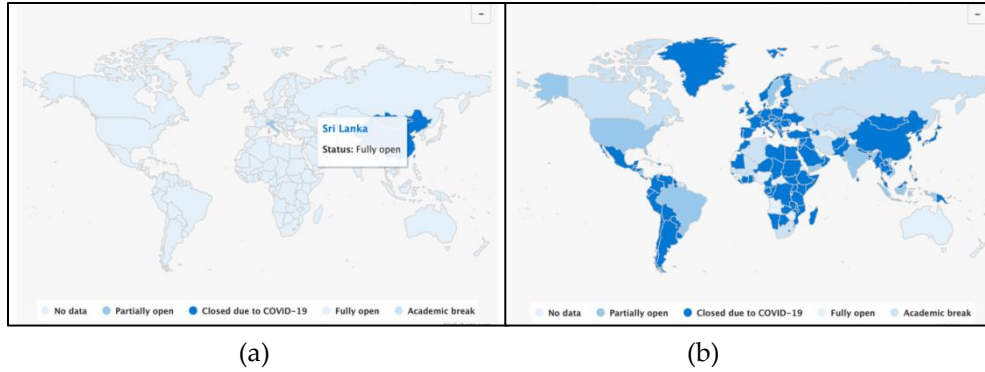 −
Sri Lanka
Status: Fully open
No data Partially open Closed due to COVID-19 Fully open Academic break
−
No data Partially open Closed due to COVID-19 Fully open Academic break
(a)
(b)